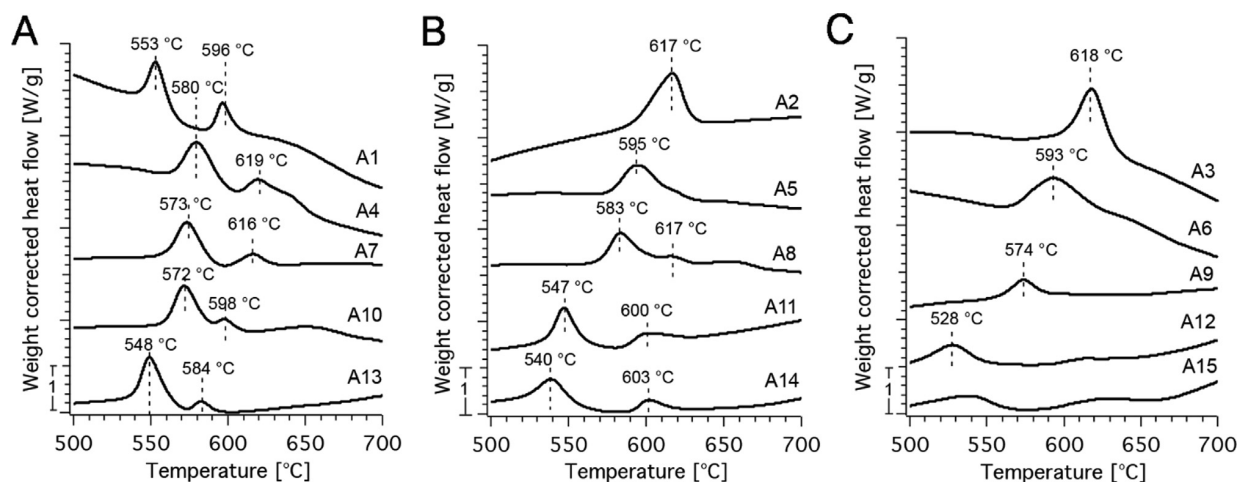 A
Weight corrected heat flow [W/g]
553 °C
596 °C
580 °C
A1
619 °C
A4
573 °C
616 °C
A7
572 °C
598 °C
A10
548 °C
584 °C
A13
1
500 550 600 650 700
Temperature [°C]
B
Weight corrected heat flow [W/g]
617 °C
A2
595 °C
A5
583 °C
617 °C
A8
547 °C
600 °C
A11
540 °C
603 °C
A14
1
500 550 600 650 700
Temperature [°C]
C
Weight corrected heat flow [W/g]
618 °C
A3
593 °C
A6
574 °C
A9
528 °C
A12
A15
1
500 550 600 650 700
Temperature [°C]